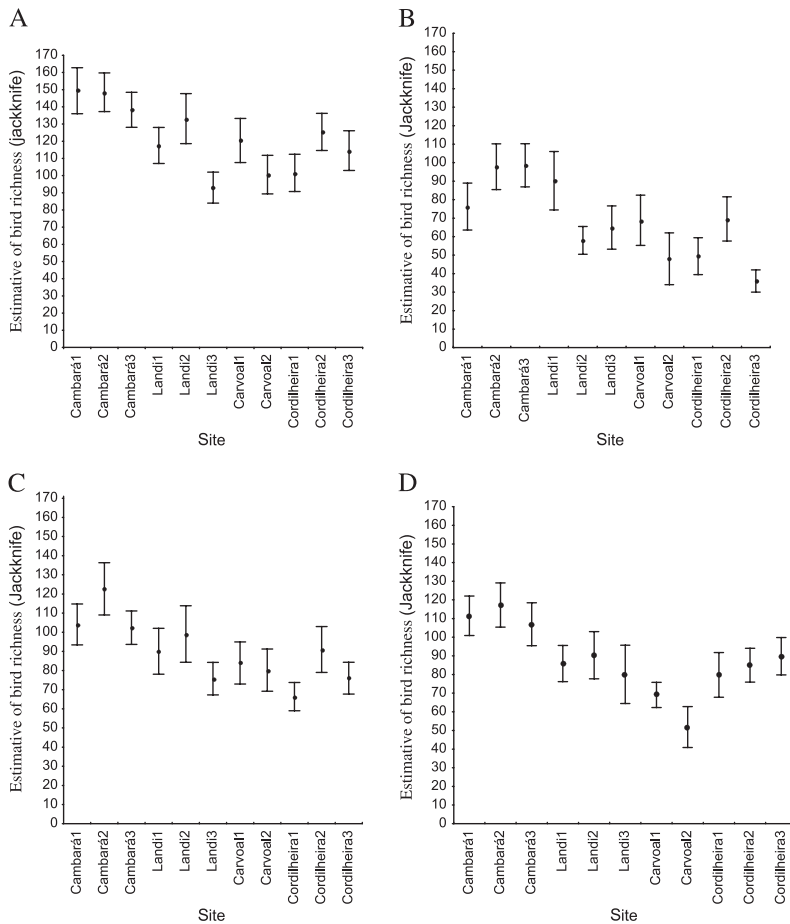 A
Estimative of bird richness (jackknife)
170
160
150
140
130
120
110
100
90
80
70
60
50
40
30
20
10
0
Cambará1
Cambará2
Cambará3
Landi1
Landi2
Landi3
Carvoal1
Carvoal2
Cordilheira1
Cordilheira2
Cordilheira3
Site
B
Estimative of bird richness (Jackknife)
170
160
150
140
130
120
110
100
90
80
70
60
50
40
30
20
10
0
Cambará1
Cambará2
Cambará3
Landi1
Landi2
Landi3
Carvoal1
Carvoal2
Cordilheira1
Cordilheira2
Cordilheira3
Site
C
Estimative of bird richness (Jackknife)
170
160
150
140
130
120
110
100
90
80
70
60
50
40
30
20
10
0
Cambará1
Cambará2
Cambará3
Landi1
Landi2
Landi3
Carvoal1
Carvoal2
Cordilheira1
Cordilheira2
Cordilheira3
Site
D
Estimative of bird richness (Jackknife)
170
160
150
140
130
120
110
100
90
80
70
60
50
40
30
20
10
0
Cambará1
Cambará2
Cambará3
Landi1
Landi2
Landi3
Carvoal1
Carvoal2
Cordilheira1
Cordilheira2
Cordilheira3
Site